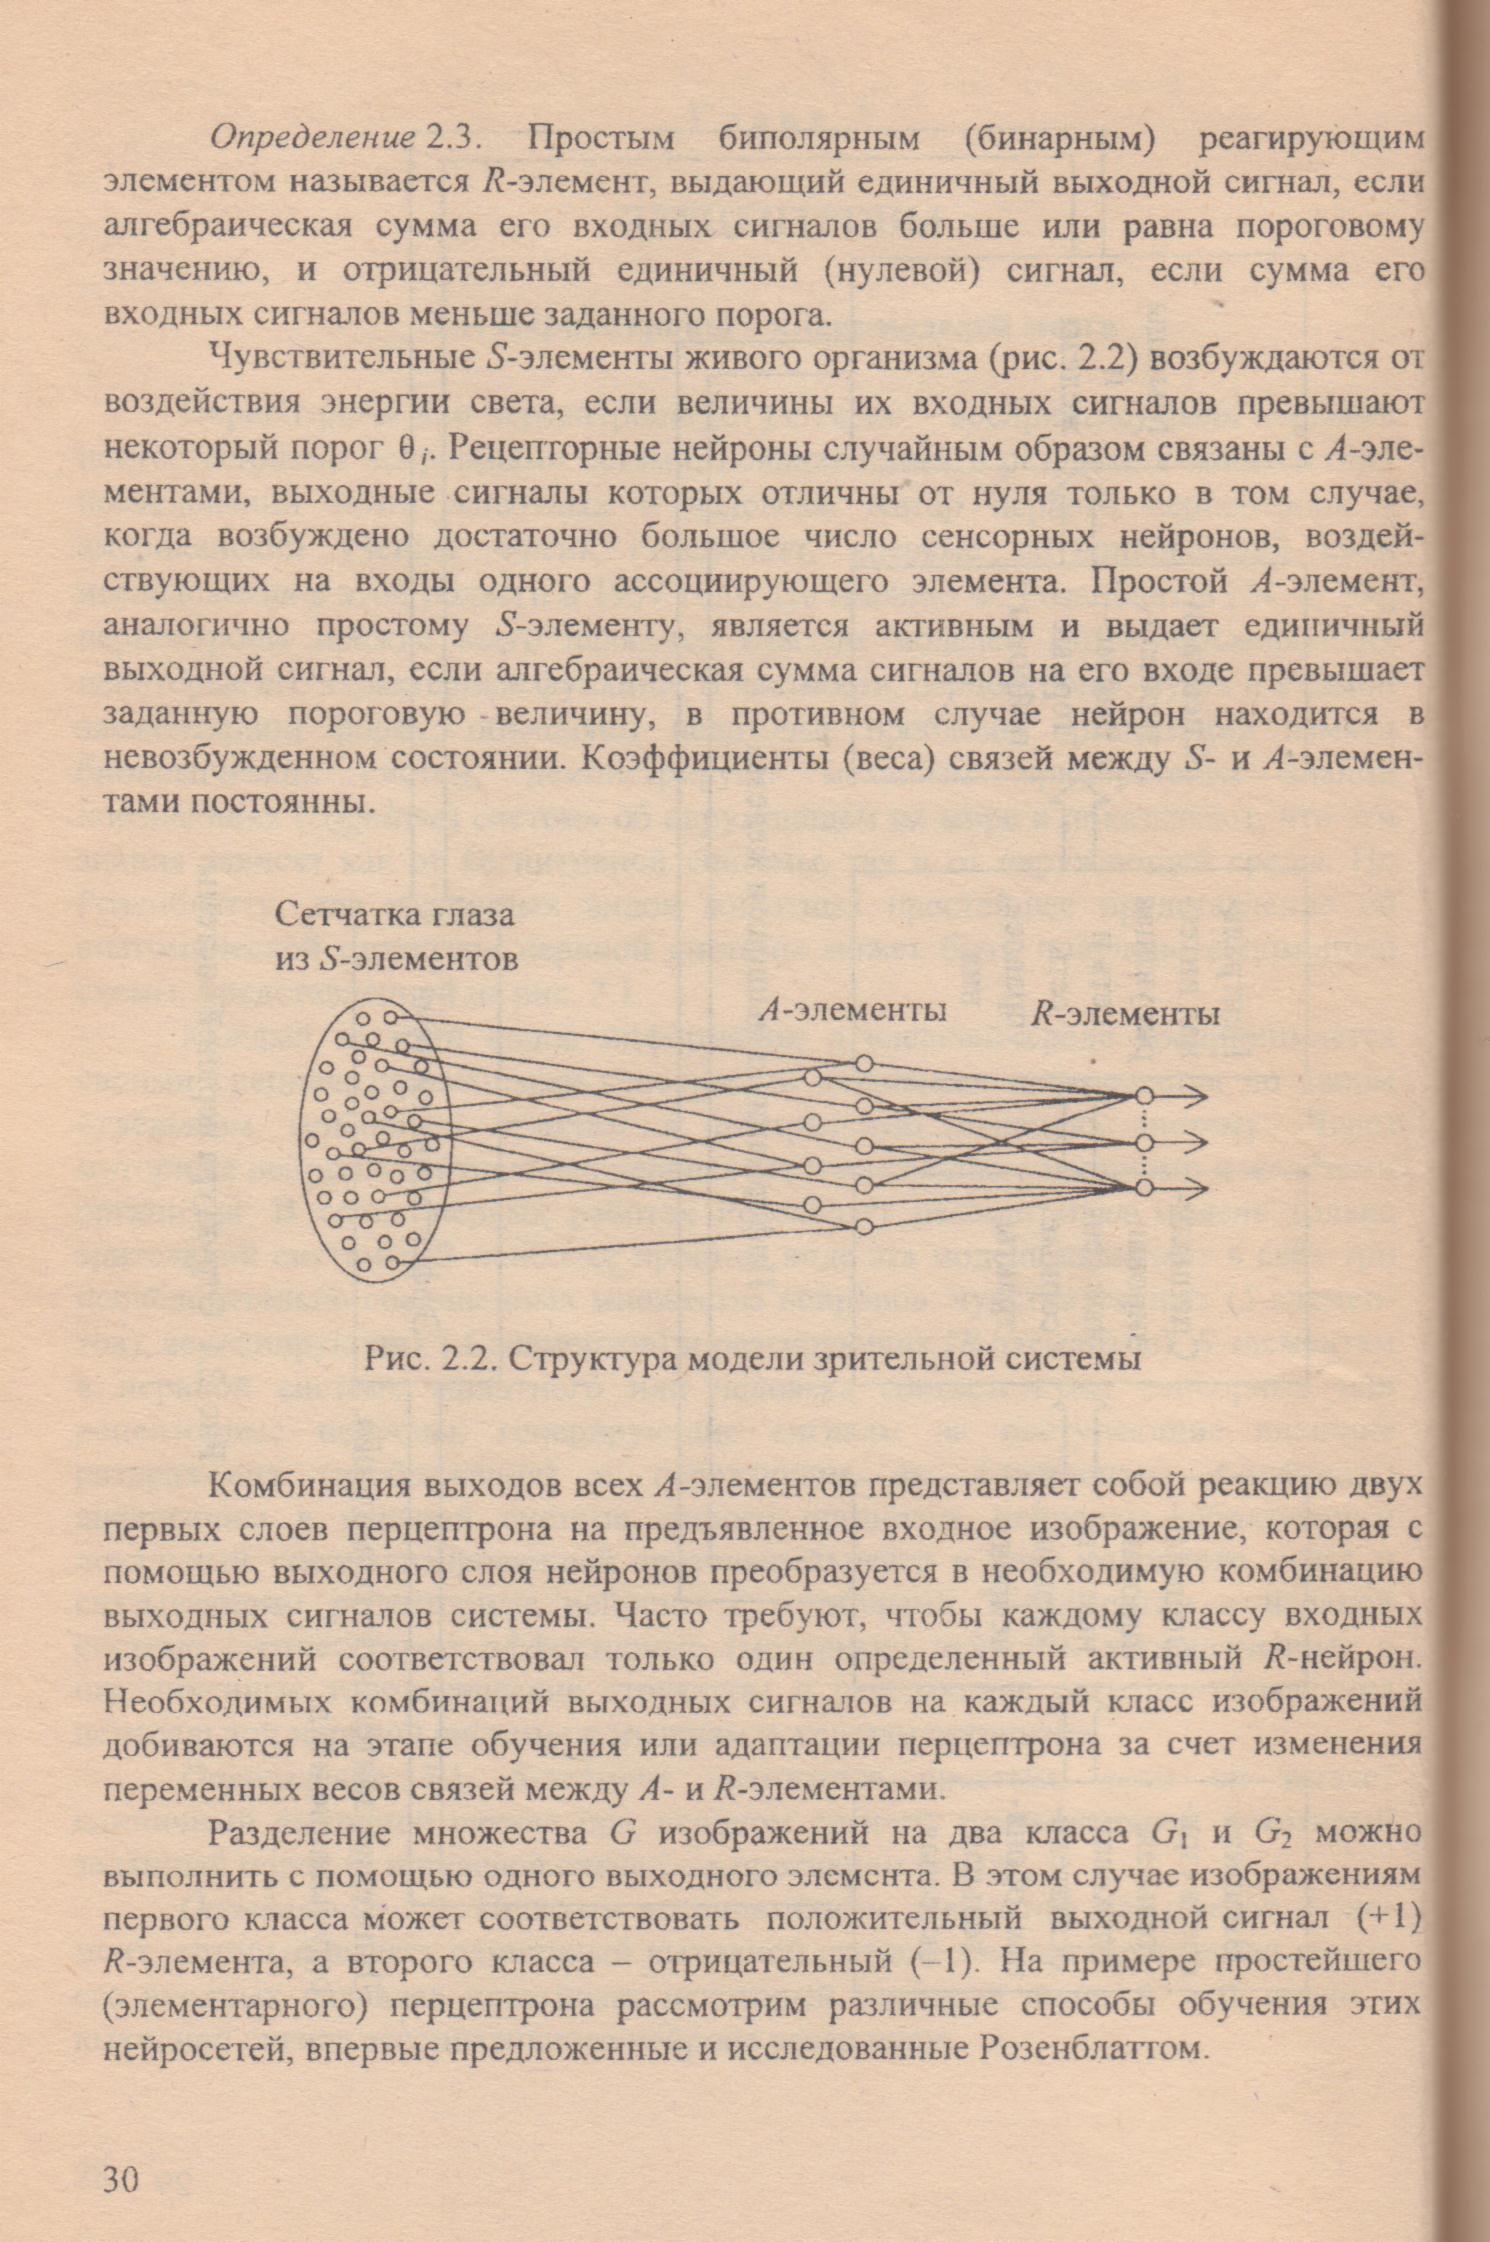 Определение 2.3. Простым биполярным (бинарным) реагирующим
элементом называется R-элемент, выдающий единичный выходной сигнал, если
алгебраическая сумма его входных сигналов больше или равна пороговому
значению, и отрицательный единичный (нулевой) сигнал, если сумма его
входных сигналов меньше заданного порога.
Чувствительные S-элементы живого организма (рис. 2.2) возбуждаются от
воздействия энергии света, если величины их входных сигналов превышают
некоторый порог θ i. Рецепторные нейроны случайным образом связаны с A-эле-
ментами, выходные сигналы которых отличны от нуля только в том случае,
когда возбуждено достаточно большое число сенсорных нейронов, воздей-
ствующих на входы одного ассоциирующего элемента. Простой A-элемент,
аналогично простому S-элементу, является активным и выдает единичный
выходной сигнал, если алгебраическая сумма сигналов на его входе превышает
заданную пороговую величину, в противном случае нейрон находится в
невозбужденном состоянии. Коэффициенты (веса) связей между S- и A-элемен-
тами постоянны.
Сетчатка глаза
из S-элементов
A-элементы
R-элементы
Рис. 2.2. Структура модели зрительной системы
Комбинация выходов всех A-элементов представляет собой реакцию двух
первых слоев перцептрона на предъявленное входное изображение, которая с
помощью выходного слоя нейронов преобразуется в необходимую комбинацию
выходных сигналов системы. Часто требуют, чтобы каждому классу входных
изображений соответствовал только один определенный активный R-нейрон.
Необходимых комбинаций выходных сигналов на каждый класс изображений
добиваются на этапе обучения или адаптации перцептрона за счет изменения
переменных весов связей между A- и R-элементами.
Разделение множества G изображений на два класса G₁ и G₂ можно
выполнить с помощью одного выходного элемента. В этом случае изображениям
первого класса может соответствовать положительный выходной сигнал (+1)
R-элемента, а второго класса – отрицательный (–1). На примере простейшего
(элементарного) перцептрона рассмотрим различные способы обучения этих
нейросетей, впервые предложенные и исследованные Розенблаттом.
30